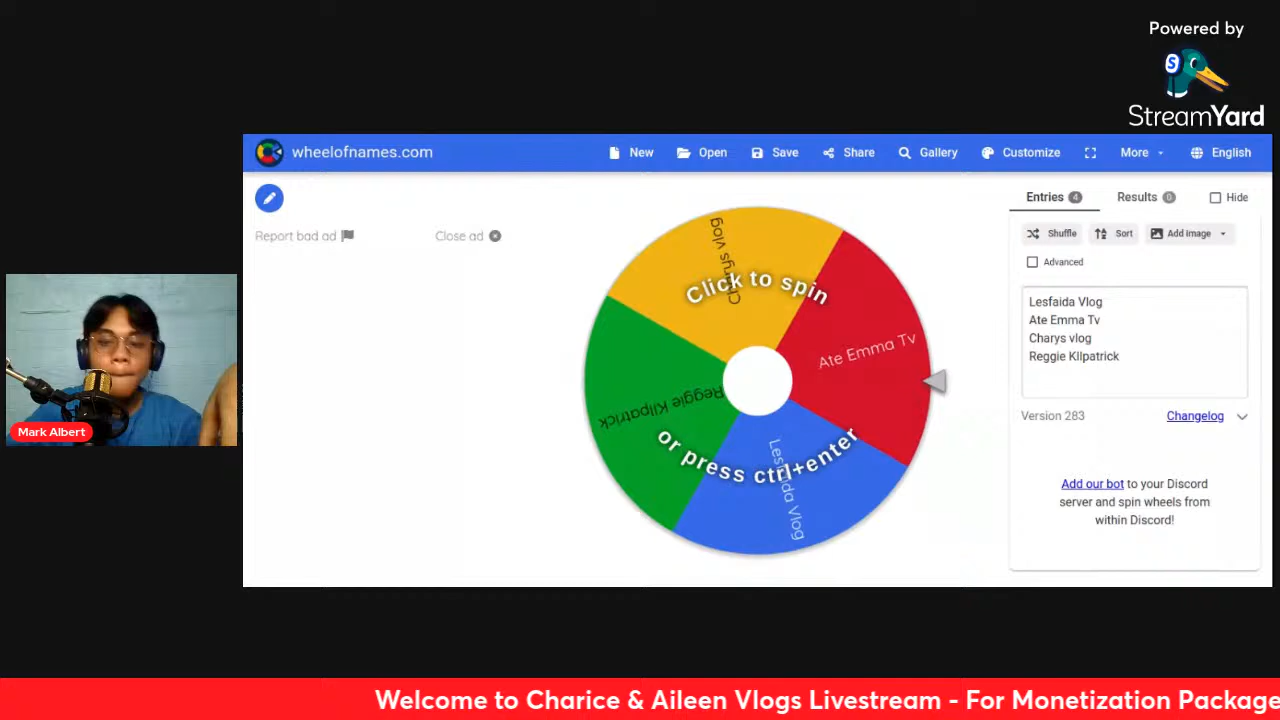 Powered by
StreamYard
wheelofnames.com
New
Open
Save
Share
Gallery
Customize
More
English
Report bad ad
Close ad
Entries 4
Results 0
Hide
Shuffle
Sort
Add image
Advanced
Lesfaida Vlog
Ate Emma Tv
Charys vlog
Reggie KIlpatrick
Version 283
Changelog
Add our bot to your Discord
server and spin wheels from
within Discord!
Charys vlog
Click to spin
Ate Emma Tv
Reggie KIlpatrick
or press ctrl+enter
Lesfaida Vlog
Mark Albert
Welcome to Charice & Aileen Vlogs Livestream - For Monetization Package